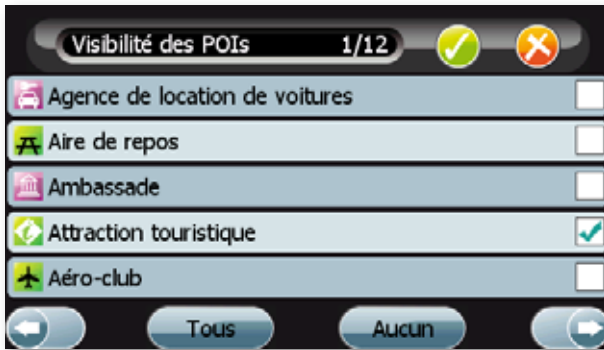 Visibilité des POIs 1/12
Agence de location de voitures
Aire de repos
Ambassade
Attraction touristique
Aéro-club
Tous Aucun